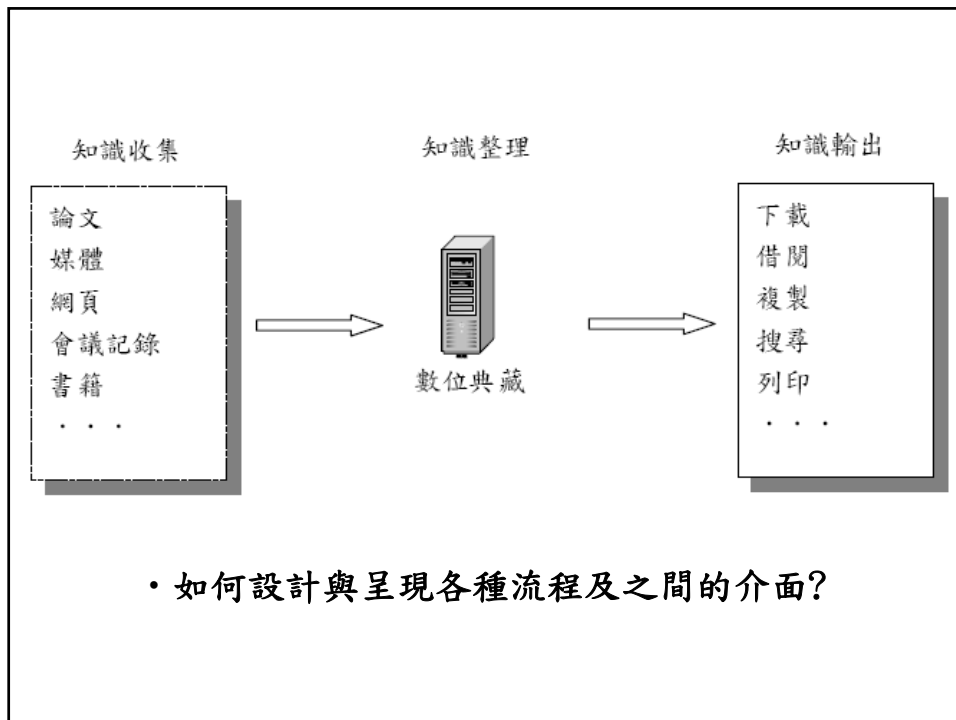 知識收集
論文
媒體
網頁
會議記錄
書籍
・・・
知識整理
數位典藏
知識輸出
下載
借閱
複製
搜尋
列印
・・・
・如何設計與呈現各種流程及之間的介面?